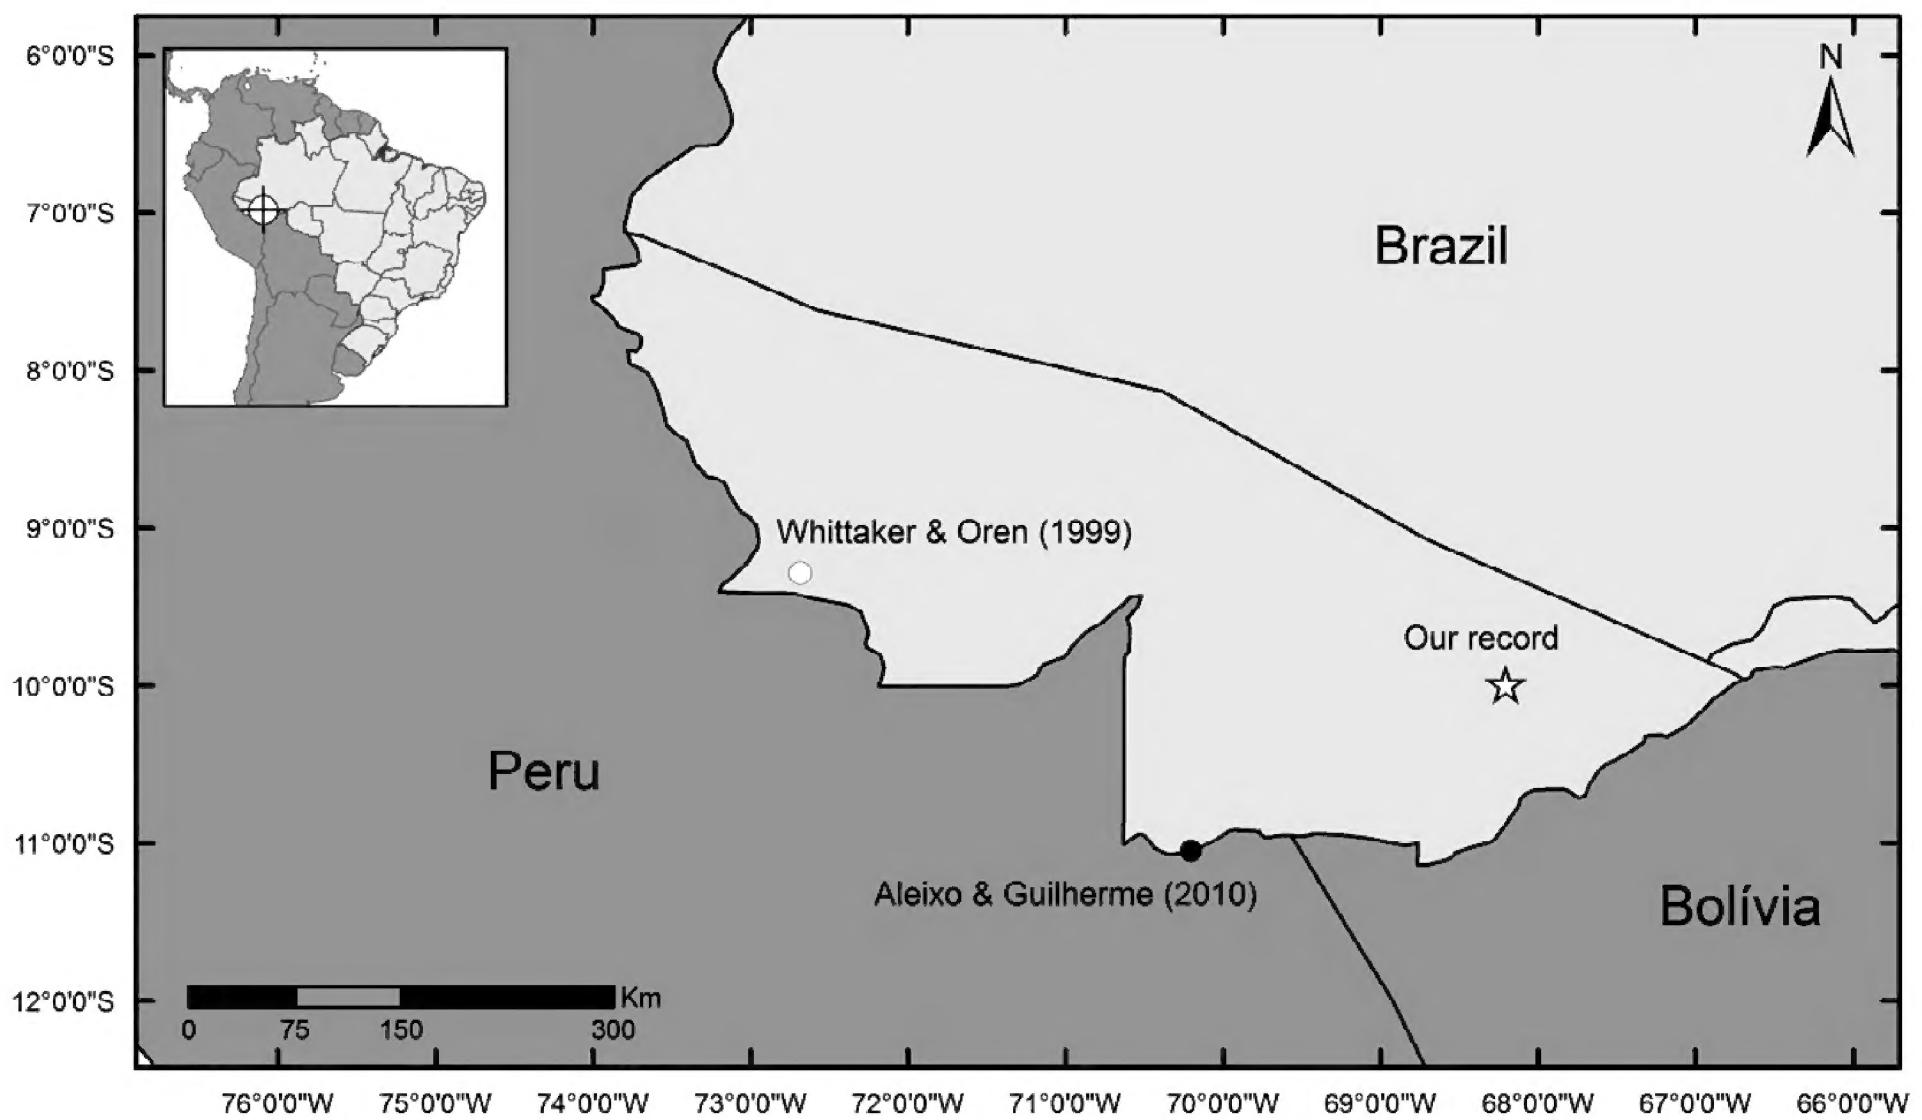 6°0'0"S
N
Brazil
7°0'0"S
8°0'0"S
9°0'0"S
Whittaker & Oren (1999)
Our record
10°0'0"S
Peru
11°0'0"S
Aleixo & Guilherme (2010)
Bolívia
12°0'0"S
Km
0 75 150 300
76°0'0"W 75°0'0"W 74°0'0"W 73°0'0"W 72°0'0"W 71°0'0"W 70°0'0"W 69°0'0"W 68°0'0"W 67°0'0"W 66°0'0"W